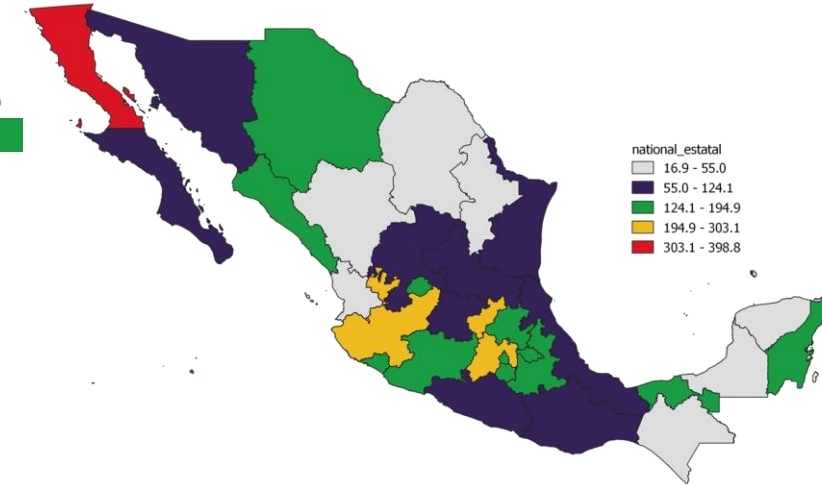 national_estatal
16.9 - 55.0
55.0 - 124.1
124.1 - 194.9
194.9 - 303.1
303.1 - 398.8